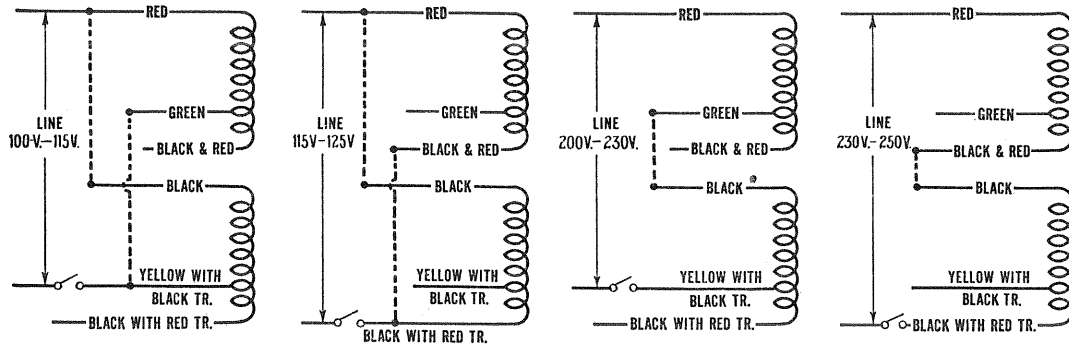 RED
GREEN
LINE
100-V.-115V.
BLACK & RED
BLACK
YELLOW WITH
BLACK TR.
BLACK WITH RED TR.
RED
GREEN
LINE
115V-125V
BLACK & RED
BLACK
YELLOW WITH
BLACK TR.
BLACK WITH RED TR.
RED
GREEN
LINE
200V.-230V.
BLACK & RED
BLACK
YELLOW WITH
BLACK TR.
BLACK WITH RED TR.
RED
GREEN
LINE
230V.-250V.
BLACK & RED
BLACK
YELLOW WITH
BLACK TR.
BLACK WITH RED TR.